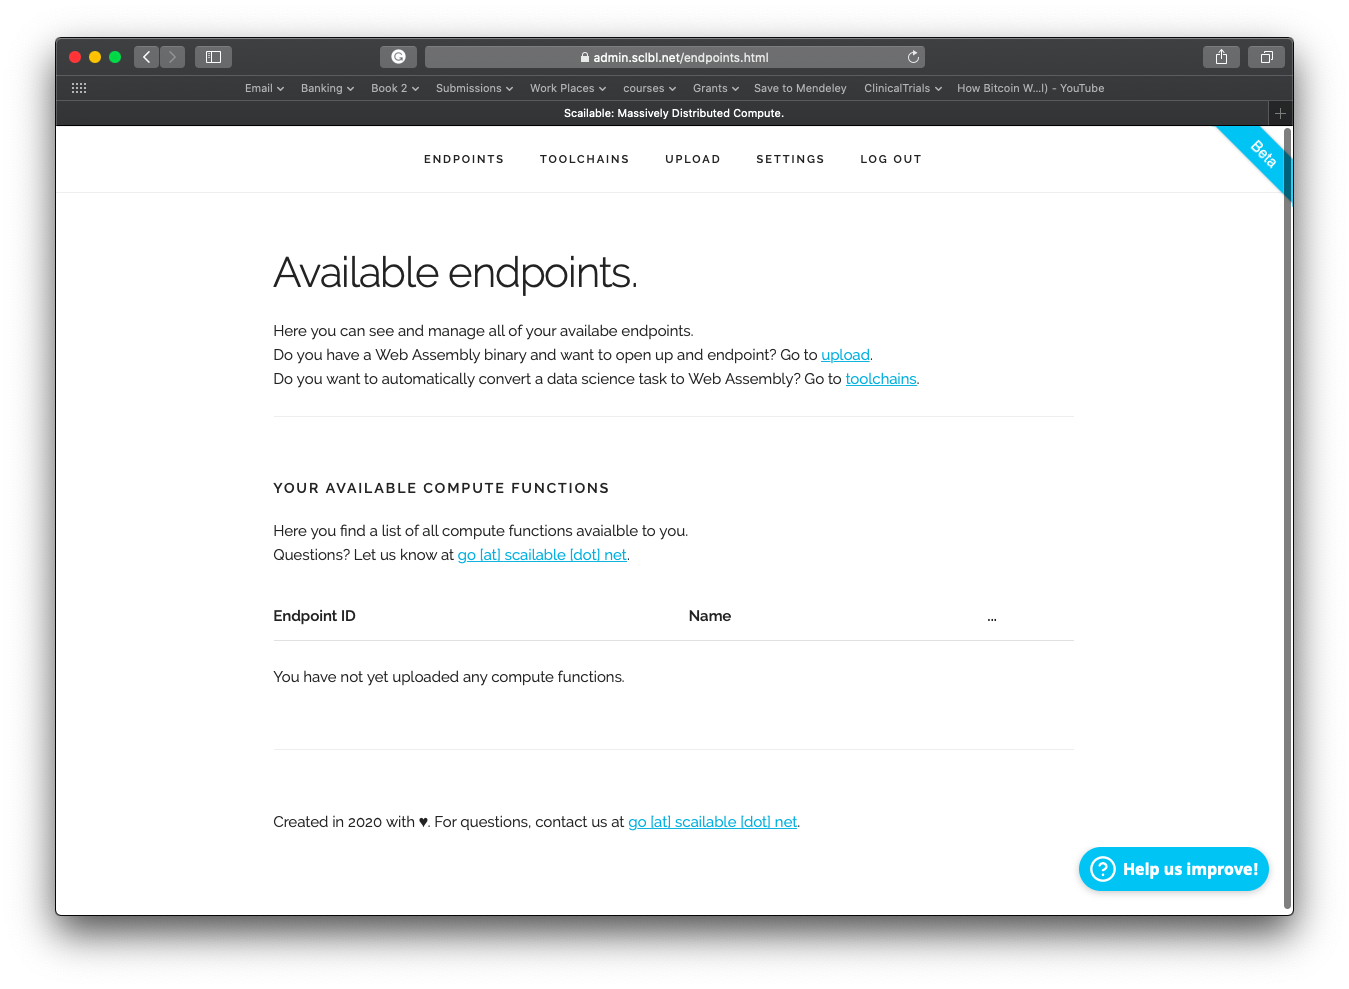 admin.sclbl.net/endpoints.html
Email Banking Book 2 Submissions Work Places courses Grants Save to Mendeley ClinicalTrials How Bitcoin W...l) - YouTube
Scailable: Massively Distributed Compute.
ENDPOINTS TOOLCHAINS UPLOAD SETTINGS LOG OUT
Beta
Available endpoints.
Here you can see and manage all of your availabe endpoints.
Do you have a Web Assembly binary and want to open up and endpoint? Go to upload.
Do you want to automatically convert a data science task to Web Assembly? Go to toolchains.
YOUR AVAILABLE COMPUTE FUNCTIONS
Here you find a list of all compute functions avaialble to you.
Questions? Let us know at go [at] scailable [dot] net.
Endpoint ID Name ...
You have not yet uploaded any compute functions.
Created in 2020 with ♥. For questions, contact us at go [at] scailable [dot] net.
Help us improve!